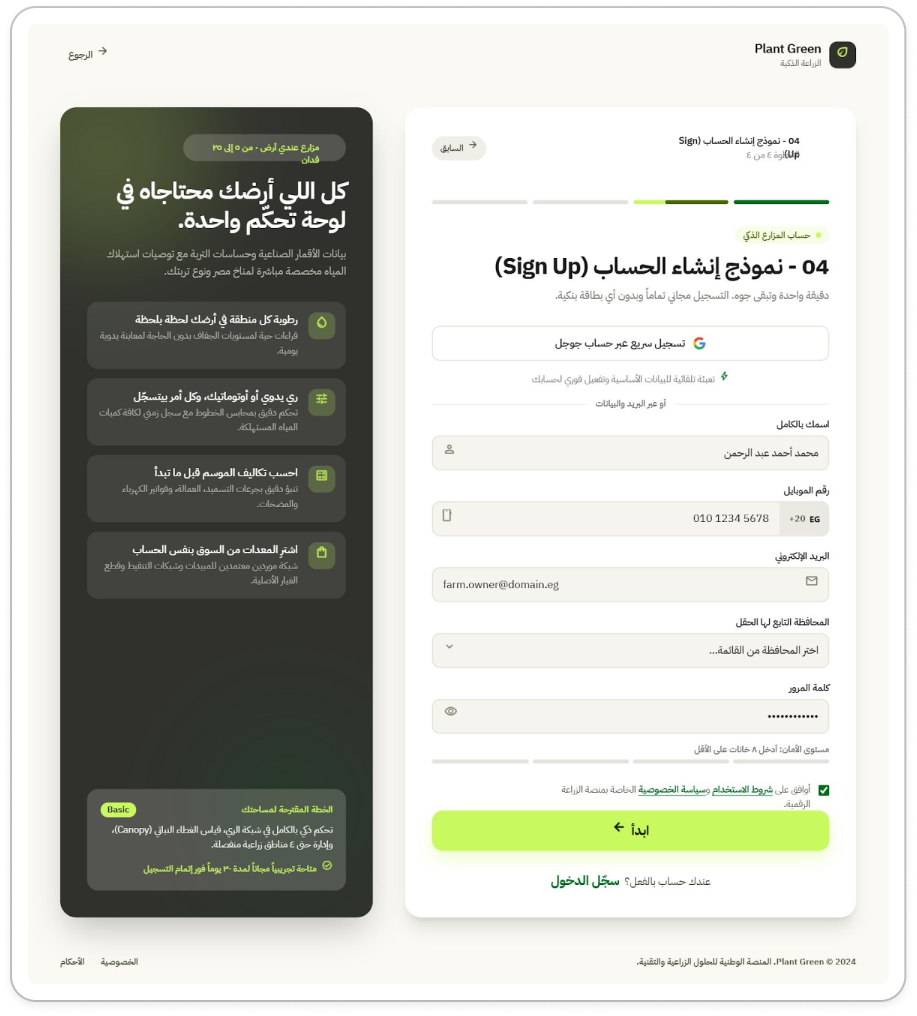 Plant Green
الزراعة الذكية
الرجوع
04 - نموذج إنشاء الحساب (Sign
Up)
خطوة ٤ من ٤
السابق
حساب المزارع الذكي
04 - نموذج إنشاء الحساب (Sign Up)
دقيقة واحدة وتبقى جوه. التسجيل مجاني تماماً وبدون أي بطاقة بنكية.
تسجيل سريع عبر حساب جوجل
تعبئة تلقائية للبيانات الأساسية وتفعيل فوري لحسابك
أو عبر البريد والبيانات
اسمك بالكامل
محمد أحمد عبد الرحمن
رقم الموبايل
EG +20
010 1234 5678
البريد الإلكتروني
farm.owner@domain.eg
المحافظة التابع لها الحقل
اختر المحافظة من القائمة...
كلمة المرور
••••••••••••
مستوى الأمان: أدخل ٨ خانات على الأقل
أوافق على شروط الاستخدام وسياسة الخصوصية الخاصة بمنصة الزراعة
الرقمية.
ابدأ
عندك حساب بالفعل؟ سجّل الدخول
مزارع عندي أرض · من ٥ إلى ٢٥
فدان
كل اللي أرضك محتاجاه في
لوحة تحكّم واحدة.
بيانات الأقمار الصناعية وحساسات التربة مع توصيات استهلاك
المياه مخصصة مباشرة لمناخ مصر ونوع تربتك.
رطوبة كل منطقة في أرضك لحظة بلحظة
قراءات حية لمستويات الجفاف بدون الحاجة لمعاينة يدوية
يومية.
ري يدوي أو أوتوماتيك، وكل أمر بيتسجّل
تحكم دقيق بمحابس الخطوط مع سجل زمني لكافة كميات
المياه المستهلكة.
احسب تكاليف الموسم قبل ما تبدأ
تنبؤ دقيق بجرعات التسميد، العمالة، وفواتير الكهرباء
والمضخات.
اشترِ المعدات من السوق بنفس الحساب
شبكة موردين معتمدين للمبيدات وشبكات التنقيط وقطع
الغيار الأصلية.
الخطة المقترحة لمساحتك
Basic
تحكم ذكي بالكامل في شبكة الري، قياس الغطاء النباتي (Canopy)،
وإدارة حتى ٤ مناطق زراعية منفصلة.
متاحة تجريبياً مجاناً لمدة ٣٠ يوماً فور إتمام التسجيل
2024 © Plant Green. المنصة الوطنية للحلول الزراعية والتقنية.
الخصوصية
الأحكام